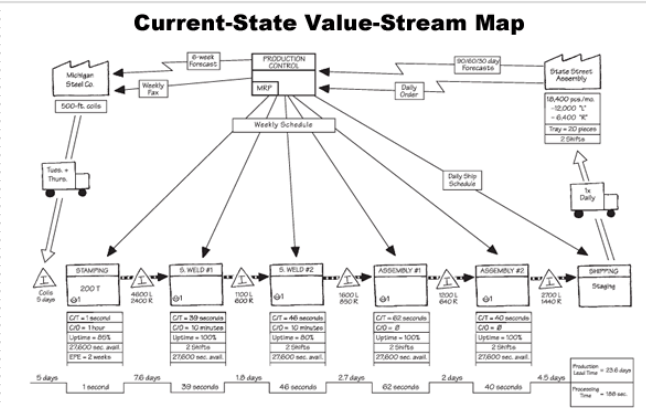 Current-State Value-Stream Map
Michigan
Steel Co.
500-ft. coils
6-week
Forecast
Weekly
Fax
PRODUCTION
CONTROL
MRP
90/60/30 day
Forecasts
Daily
Order
State Street
Assembly
18,400 pcs./mo.
-12,000 "L"
-6,400 "R"
Tray = 20 pieces
2 Shifts
Weekly Schedule
Daily Ship
Schedule
Tues. +
Thurs.
1x
Daily
I
Coils
5 days
STAMPING
200 T
1
I
4600 L
2400 R
S. WELD #1
1
I
1100 L
600 R
S. WELD #2
1
I
1600 L
850 R
ASSEMBLY #1
1
I
1200 L
640 R
ASSEMBLY #2
1
I
2700 L
1440 R
SHIPPING
Staging
C/T = 1 second
C/O = 1 hour
Uptime = 85%
27,600 sec. avail.
EPE = 2 weeks
C/T = 39 seconds
C/O = 10 minutes
Uptime = 100%
2 Shifts
27,600 sec. avail.
C/T = 46 seconds
C/O = 10 minutes
Uptime = 80%
2 Shifts
27,600 sec. avail.
C/T = 62 seconds
C/O = Ø
Uptime = 100%
2 Shifts
27,600 sec. avail.
C/T = 40 seconds
C/O = Ø
Uptime = 100%
2 Shifts
27,600 sec. avail.
5 days
1 second
7.6 days
39 seconds
1.8 days
46 seconds
2.7 days
62 seconds
2 days
40 seconds
4.5 days
Production
Lead Time = 23.6 days
Processing
Time = 188 sec.